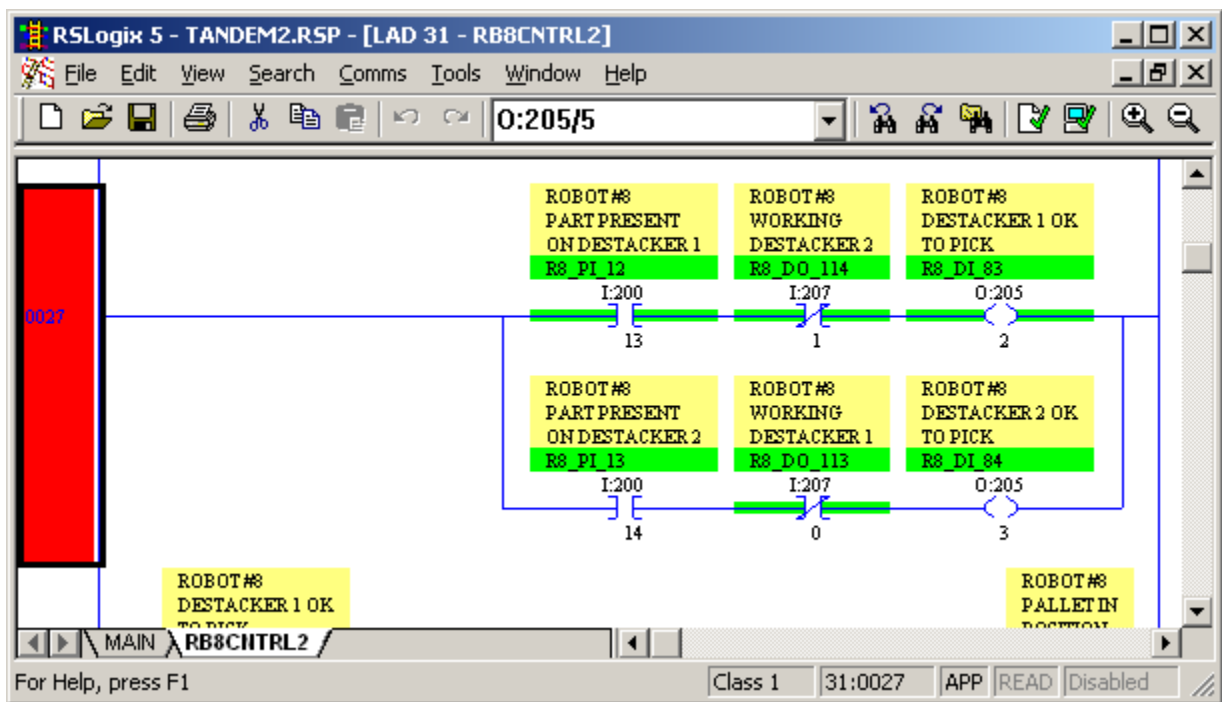 RSLogix 5 - TANDEM2.RSP - [LAD 31 - RB8CNTRL2]
File Edit View Search Comms Tools Window Help
O:205/5
ROBOT #8 ROBOT #8 ROBOT #8
PART PRESENT WORKING DESTACKER 1 OK
ON DESTACKER 1 DESTACKER 2 TO PICK
R8_PI_12 R8_DO_114 R8_DI_83
I:200 I:207 O:205
0027
13 1 2
ROBOT #8 ROBOT #8 ROBOT #8
PART PRESENT WORKING DESTACKER 2 OK
ON DESTACKER 2 DESTACKER 1 TO PICK
R8_PI_13 R8_DO_113 R8_DI_84
I:200 I:207 O:205
14 0 3
ROBOT #8 ROBOT #8
DESTACKER 1 OK PALLET IN
TO PICK POSITION
MAIN RB8CNTRL2
For Help, press F1 Class 1 31:0027 APP READ Disabled